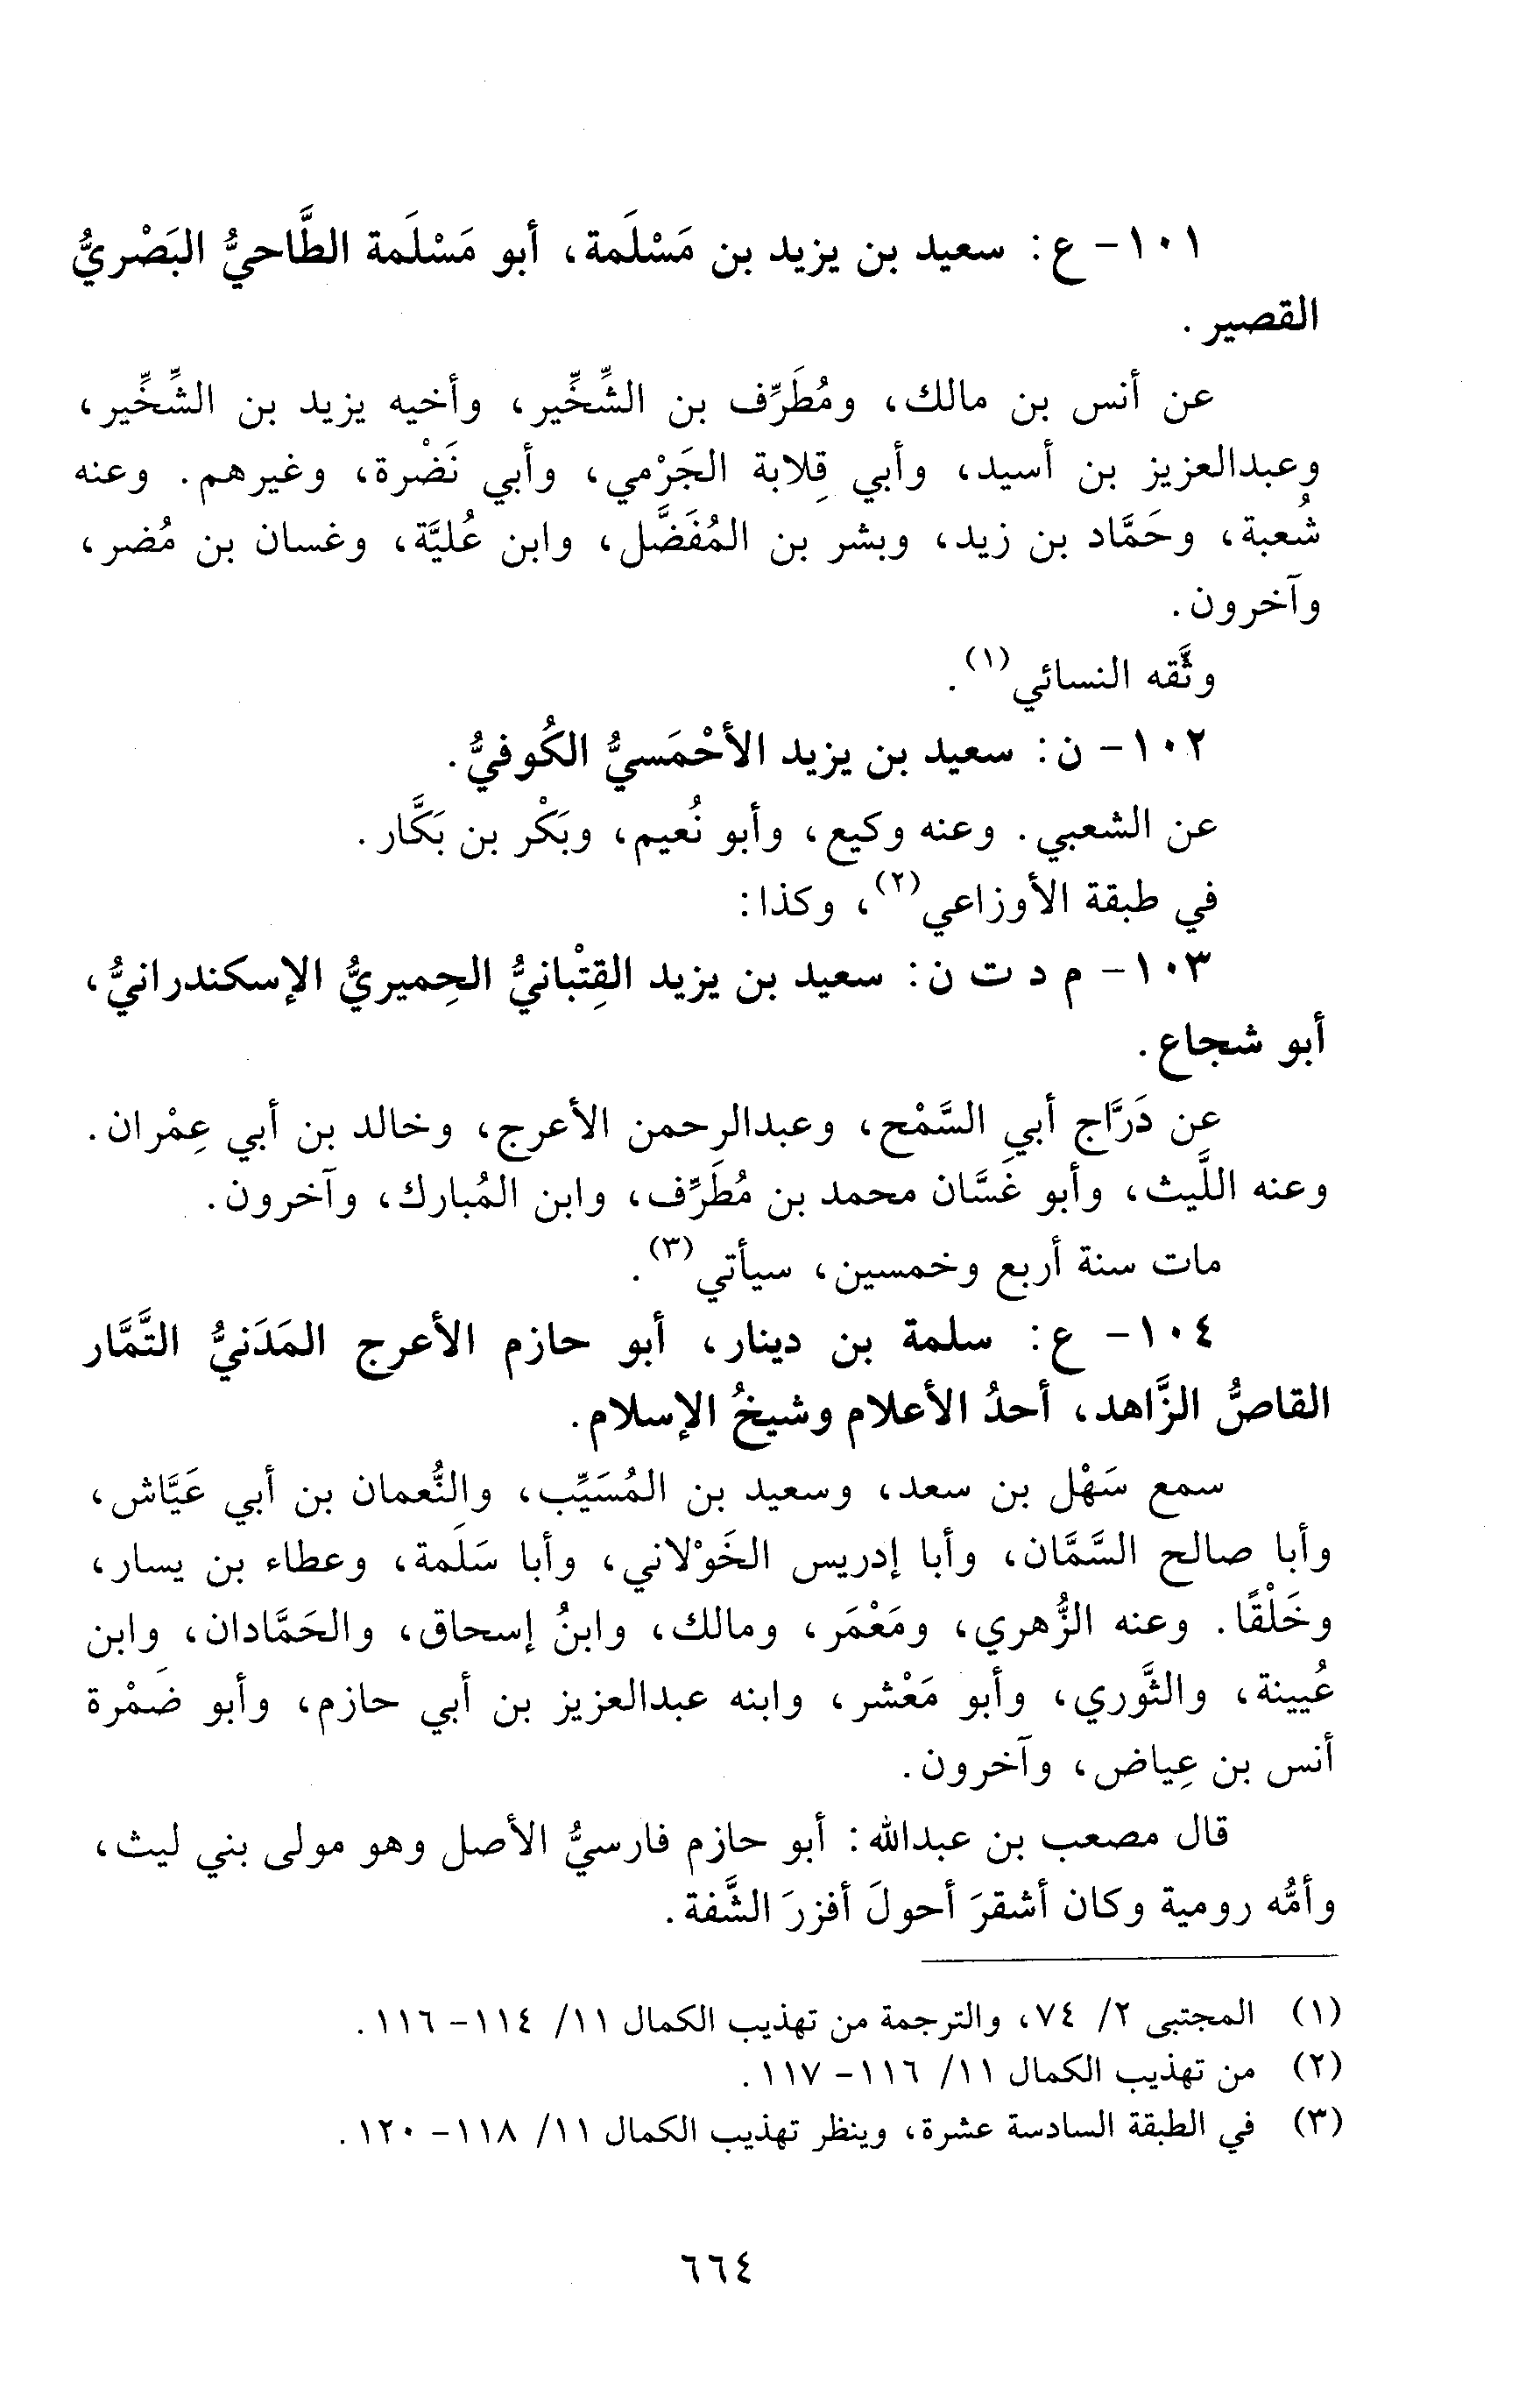 ١٠١- ع: سعيد بن يزيد بن مَسْلَمة، أبو مَسْلَمة الطَّاحيُّ البَصْريُّ
القصير.
عن أنس بن مالك، ومُطَرِّف بن الشِّخِّير، وأخيه يزيد بن الشِّخِّير،
وعبدالعزيز بن أسيد، وأبي قِلابة الجَرْمي، وأبي نَضْرة، وغيرهم. وعنه
شُعبة، وحَمَّاد بن زيد، وبشر بن المُفَضَّل، وابن عُليَّة، وغسان بن مُضر،
وآخرون.
وثَّقه النسائي(١).
١٠٢- ن: سعيد بن يزيد الأحْمَسيُّ الكُوفيُّ.
عن الشعبي. وعنه وكيع، وأبو نُعيم، وبَكْر بن بَكَّار.
في طبقة الأوزاعي(٢)، وكذا:
١٠٣- م د ت ن: سعيد بن يزيد القِتْبانيُّ الحِميريُّ الإسكندرانيُّ،
أبو شجاع.
عن دَرَّاج أبي السَّمْح، وعبدالرحمن الأعرج، وخالد بن أبي عِمْران.
وعنه اللَّيث، وأبو غَسَّان محمد بن مُطَرِّف، وابن المُبارك، وآخرون.
مات سنة أربع وخمسين، سيأتي(٣).
١٠٤- ع: سلمة بن دينار، أبو حازم الأعرج المَدَنيُّ التَّمَّار
القاصُّ الزَّاهد، أحدُ الأعلام وشيخُ الإسلام.
سمع سَهْل بن سعد، وسعيد بن المُسَيِّب، والنُّعمان بن أبي عَيَّاش،
وأبا صالح السَّمَّان، وأبا إدريس الخَوْلاني، وأبا سَلَمة، وعطاء بن يسار،
وخَلْقًا. وعنه الزُّهري، ومَعْمَر، ومالك، وابنُ إسحاق، والحَمَّادان، وابن
عُيينة، والثَّوري، وأبو مَعْشر، وابنه عبدالعزيز بن أبي حازم، وأبو ضَمْرة
أنس بن عِياض، وآخرون.
قال مصعب بن عبدالله: أبو حازم فارسيُّ الأصل وهو مولى بني ليث،
وأمُّه رومية وكان أشقرَ أحولَ أفزرَ الشَّفة.
(١) المجتبى ٢/ ٧٤، والترجمة من تهذيب الكمال ١١/ ١١٤- ١١٦.
(٢) من تهذيب الكمال ١١/ ١١٦- ١١٧.
(٣) في الطبقة السادسة عشرة، وينظر تهذيب الكمال ١١/ ١١٨- ١٢٠.
٦٦٤